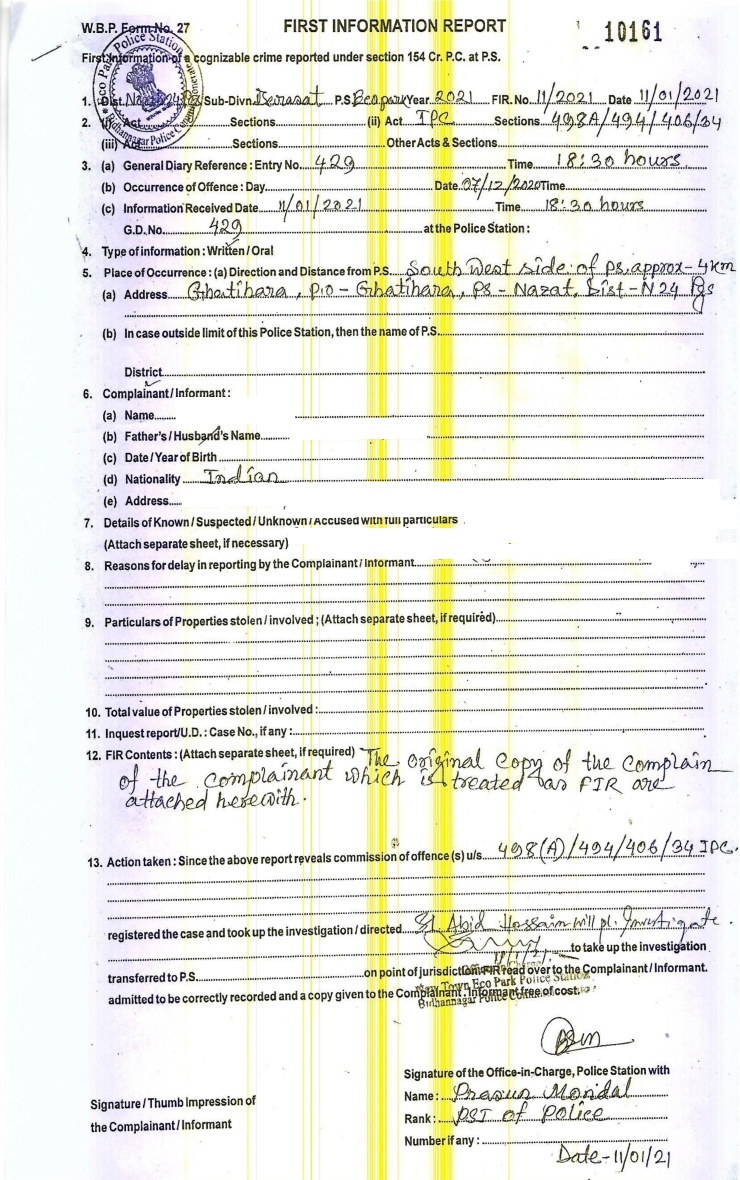 W.B.P. Form No. 27 FIRST INFORMATION REPORT 10161
First Information of a cognizable crime reported under section 154 Cr. P.C. at P.S.
Eco Park Police Station
Bidhannagar Police Commissionerate
1. Dist. Sub-Divn. Barasat P.S. Ecopark Year 2021 FIR. No. 11/2021 Date 11/01/2021
2. (i) Act Sections (ii) Act IPC Sections 498A/494/406/34
(iii) Act Sections Other Acts & Sections
3. (a) General Diary Reference : Entry No. 429 Time 18:30 hours
(b) Occurrence of Offence : Day Date 07/12/2020 Time
(c) Information Received Date 11/01/2021 Time 18:30 hours
G.D. No. 429 at the Police Station :
4. Type of information : Written / Oral
5. Place of Occurrence : (a) Direction and Distance from P.S. South West side of PS. approx - 4 km
(a) Address Ghatihara, P.O - Ghatihara, PS - Nazat, Dist - N 24 Pgs
(b) In case outside limit of this Police Station, then the name of P.S.
District
6. Complainant / Informant :
(a) Name
(b) Father's / Husband's Name
(c) Date / Year of Birth
(d) Nationality Indian
(e) Address
7. Details of Known / Suspected / Unknown / Accused with full particulars
(Attach separate sheet, if necessary)
8. Reasons for delay in reporting by the Complainant / Informant
9. Particulars of Properties stolen / involved ; (Attach separate sheet, if required)
10. Total value of Properties stolen / involved :
11. Inquest report/U.D. : Case No., if any :
12. FIR Contents : (Attach separate sheet, if required) The original Copy of the Complain
of the complainant which is treated as FIR are
attached herewith.
13. Action taken : Since the above report reveals commission of offence (s) u/s. 498(A)/494/406/34 IPC.
registered the case and took up the investigation / directed SI Abid Hossain will pl. Investigate.
11/1/21 to take up the investigation
transferred to P.S. on point of jurisdiction FIR read over to the Complainant / Informant.
New Town Eco Park Police Station
admitted to be correctly recorded and a copy given to the Complainant. Informant free of cost.
Bidhannagar Police
Signature of the Office-in-Charge, Police Station with
Name : Prasun Mondal
Signature / Thumb Impression of
Rank : PSI of Police
the Complainant / Informant
Number if any :
Date - 11/01/21